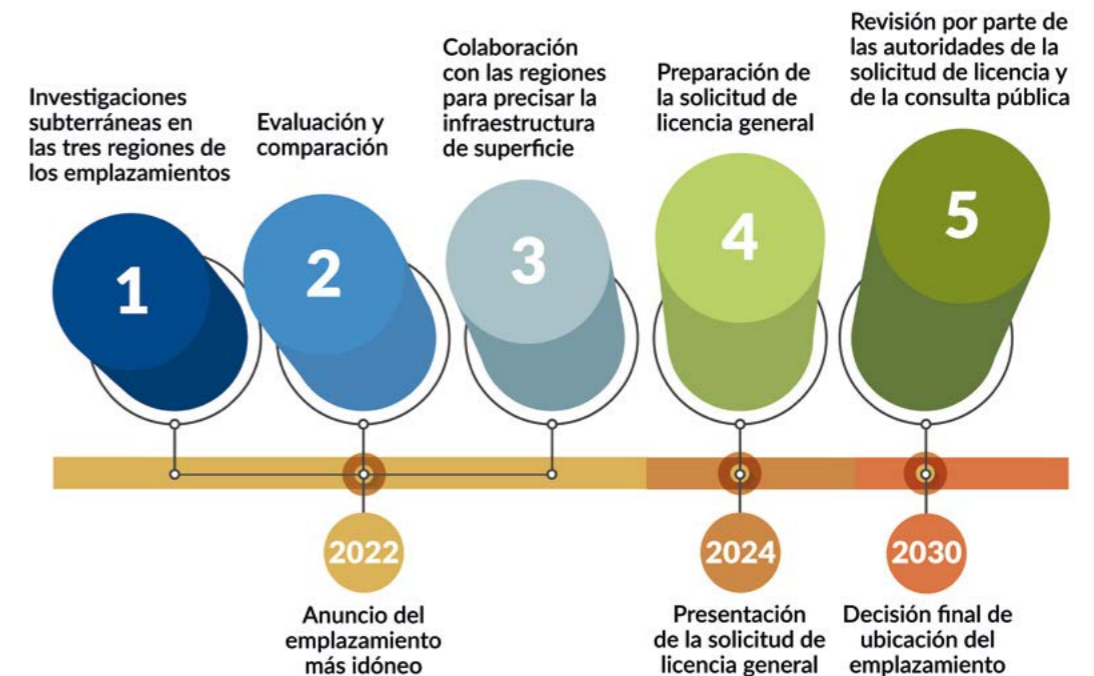 Investigaciones
subterráneas en
las tres regiones de
los emplazamientos
1
Evaluación y
comparación
2
Colaboración
con las regiones
para precisar la
infraestructura
de superficie
3
Preparación de
la solicitud de
licencia general
4
Revisión por parte de
las autoridades de la
solicitud de licencia y
de la consulta pública
5
2022
Anuncio del
emplazamiento
más idóneo
2024
Presentación
de la solicitud de
licencia general
2030
Decisión final de
ubicación del
emplazamiento